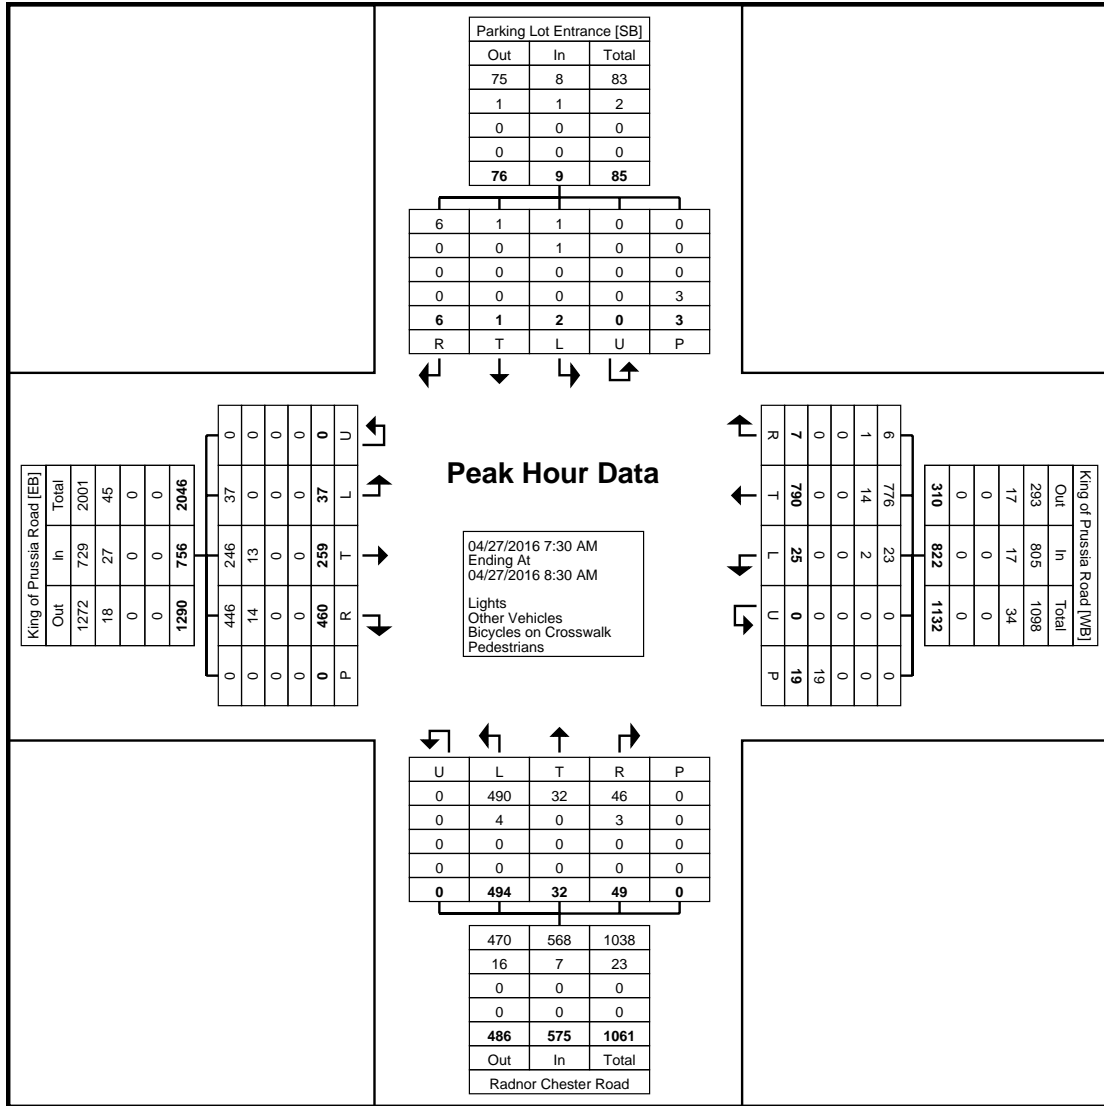 Parking Lot Entrance [SB]
Out In Total
75 8 83
1 1 2
0 0 0
0 0 0
76 9 85
6 1 1 0 0
0 0 1 0 0
0 0 0 0 0
0 0 0 0 3
6 1 2 0 3
R T L U P
King of Prussia Road [EB]
Total 2001 45 0 0 2046
In 729 27 0 0 756
Out 1272 18 0 0 1290
0 0 0 0 0 U
37 0 0 0 37 L
246 13 0 0 259 T
446 14 0 0 460 R
0 0 0 0 0 P
Peak Hour Data
04/27/2016 7:30 AM
Ending At
04/27/2016 8:30 AM
Lights
Other Vehicles
Bicycles on Crosswalk
Pedestrians
R 7 0 0 1 6
T 790 0 0 14 776
L 25 0 0 2 23
U 0 0 0 0 0
P 19 19 0 0 0
King of Prussia Road [WB]
Out 293 17 0 0 310
In 805 17 0 0 822
Total 1098 34 0 0 1132
U L T R P
0 490 32 46 0
0 4 0 3 0
0 0 0 0 0
0 0 0 0 0
0 494 32 49 0
470 568 1038
16 7 23
0 0 0
0 0 0
486 575 1061
Out In Total
Radnor Chester Road